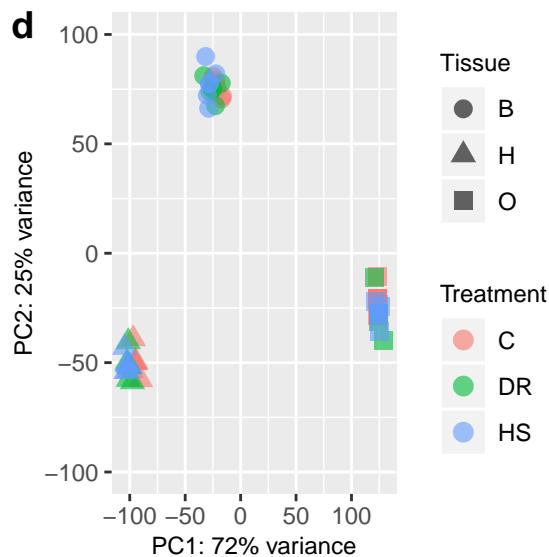 d
100
50
0
−50
−100
−100 −50 0 50 100
PC1: 72% variance
PC2: 25% variance
Tissue
B
H
O
Treatment
C
DR
HS